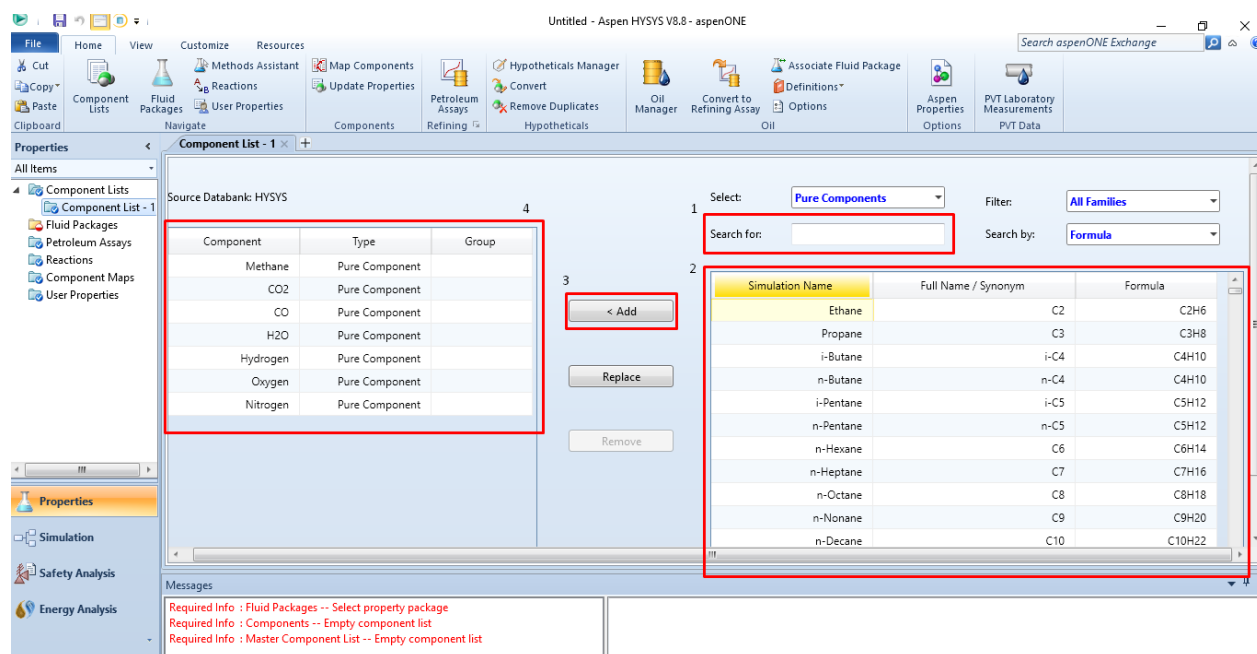 Untitled - Aspen HYSYS V8.8 - aspenONE
File Home View Customize Resources Search aspenONE Exchange
Cut
Copy
Paste
Clipboard
Component Lists
Fluid Packages
Methods Assistant
Reactions
User Properties
Navigate
Map Components
Update Properties
Components
Petroleum Assays
Refining
Hypotheticals Manager
Convert
Remove Duplicates
Hypotheticals
Oil Manager
Convert to Refining Assay
Associate Fluid Package
Definitions
Options
Oil
Aspen Properties
Options
PVT Laboratory Measurements
PVT Data
Properties <
All Items
Component Lists
Component List - 1
Fluid Packages
Petroleum Assays
Reactions
Component Maps
User Properties
Properties
Simulation
Safety Analysis
Energy Analysis
Component List - 1 × +
Source Databank: HYSYS
4
Component Type Group
Methane Pure Component
CO2 Pure Component
CO Pure Component
H2O Pure Component
Hydrogen Pure Component
Oxygen Pure Component
Nitrogen Pure Component
3
< Add
Replace
Remove
1
Select: Pure Components Filter: All Families
Search for: Search by: Formula
2
Simulation Name Full Name / Synonym Formula
Ethane C2 C2H6
Propane C3 C3H8
i-Butane i-C4 C4H10
n-Butane n-C4 C4H10
i-Pentane i-C5 C5H12
n-Pentane n-C5 C5H12
n-Hexane C6 C6H14
n-Heptane C7 C7H16
n-Octane C8 C8H18
n-Nonane C9 C9H20
n-Decane C10 C10H22
Messages
Required Info : Fluid Packages -- Select property package
Required Info : Components -- Empty component list
Required Info : Master Component List -- Empty component list